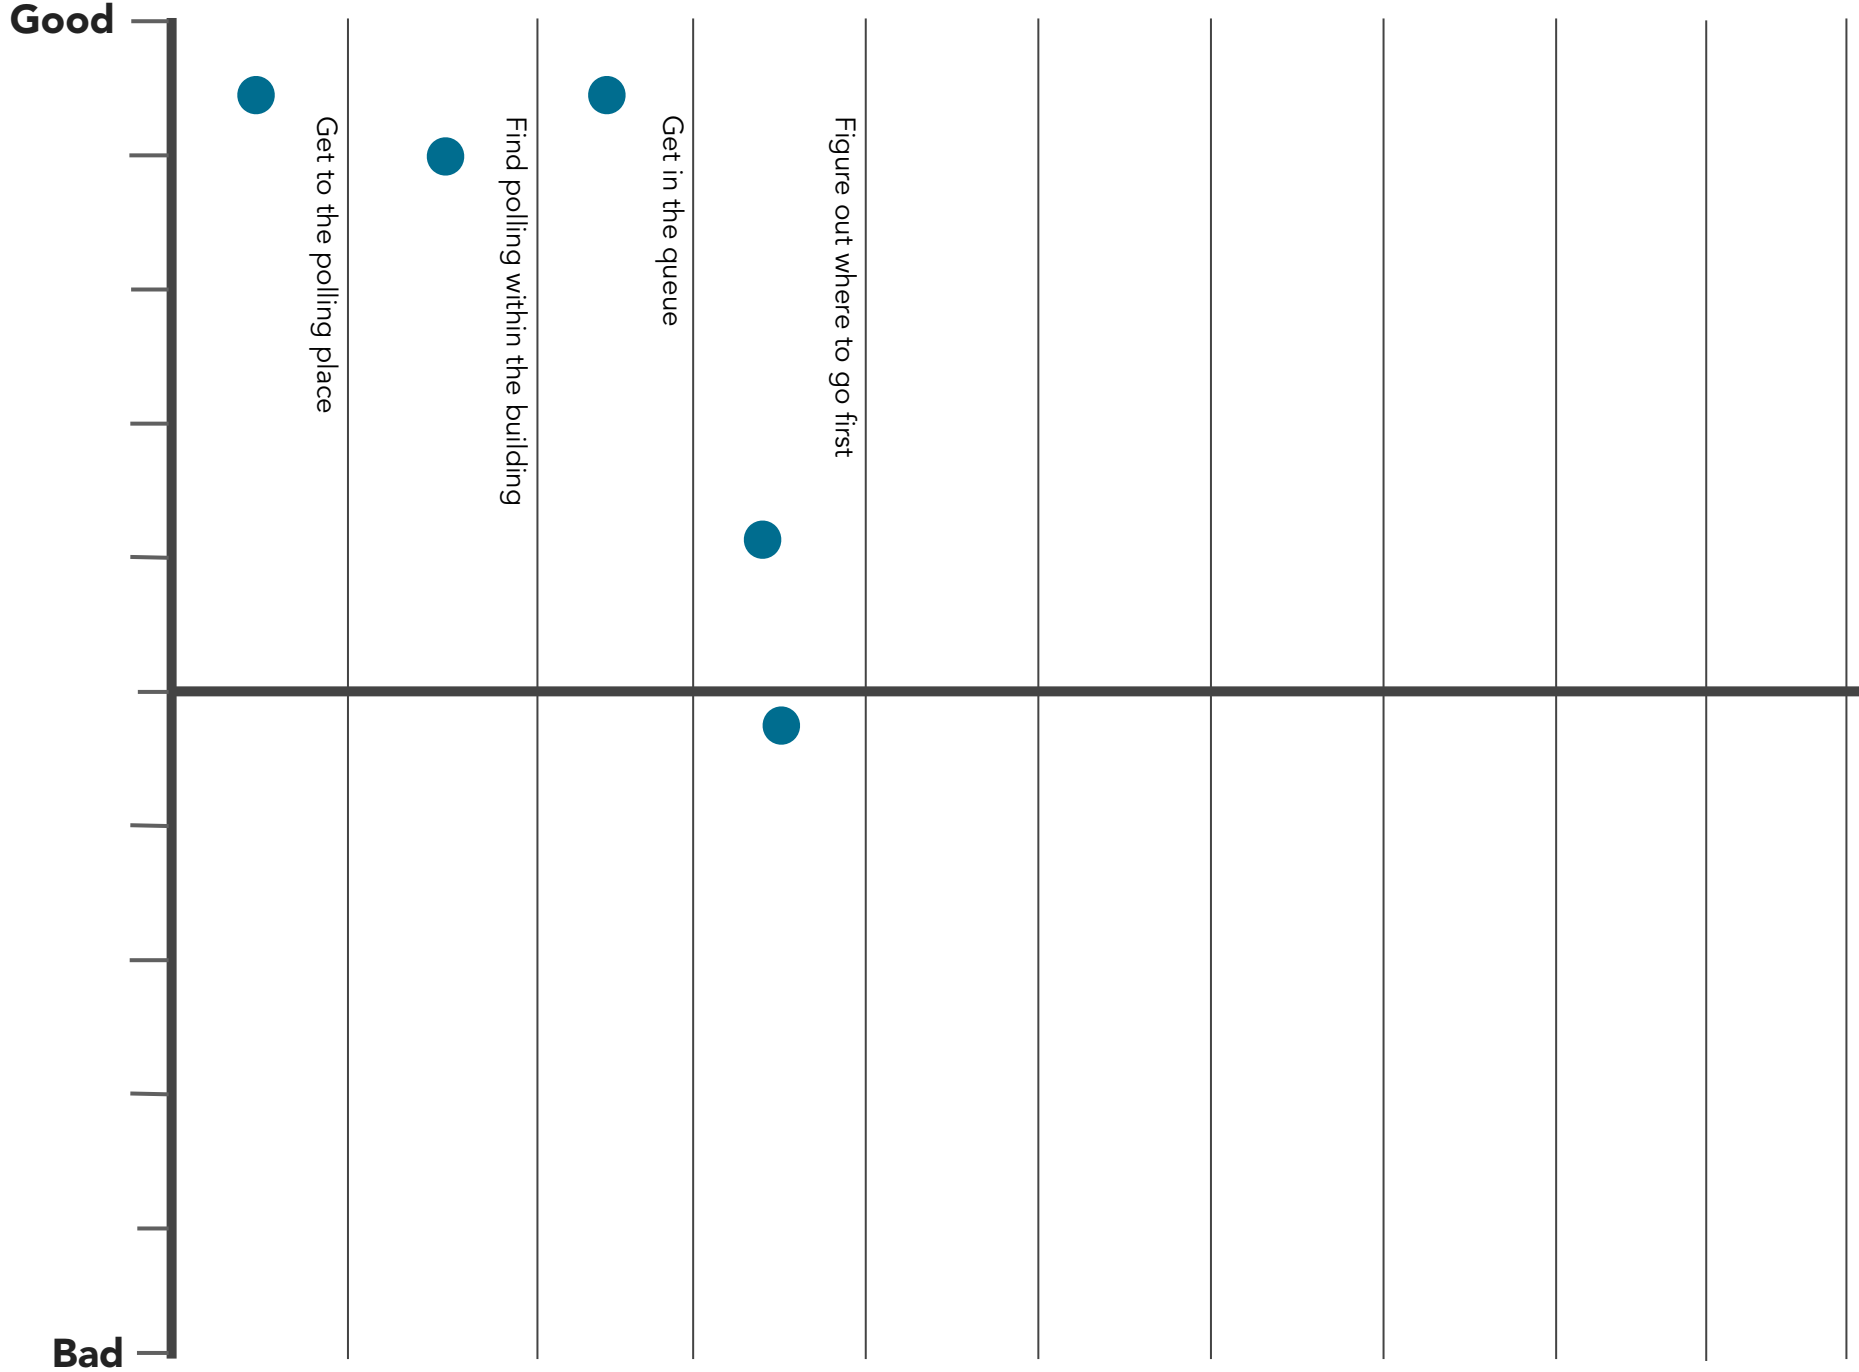 Good
Get to the polling place
Find polling within the building
Get in the queue
Figure out where to go first
Bad